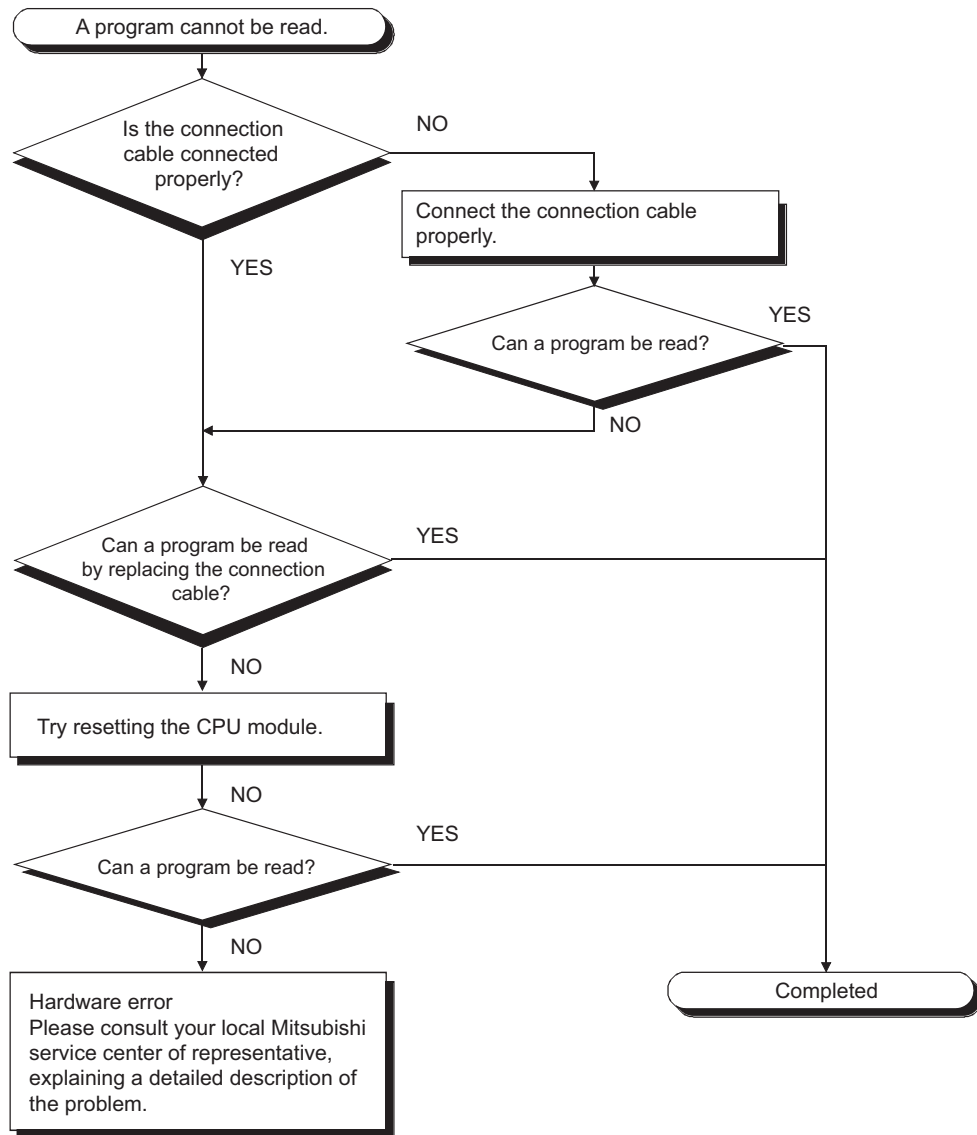 A program cannot be read.
Is the connection
cable connected
properly?
NO
Connect the connection cable
properly.
YES
YES
Can a program be read?
NO
Can a program be read
by replacing the connection
cable?
YES
NO
Try resetting the CPU module.
NO
YES
Can a program be read?
NO
Hardware error
Please consult your local Mitsubishi
service center of representative,
explaining a detailed description of
the problem.
Completed